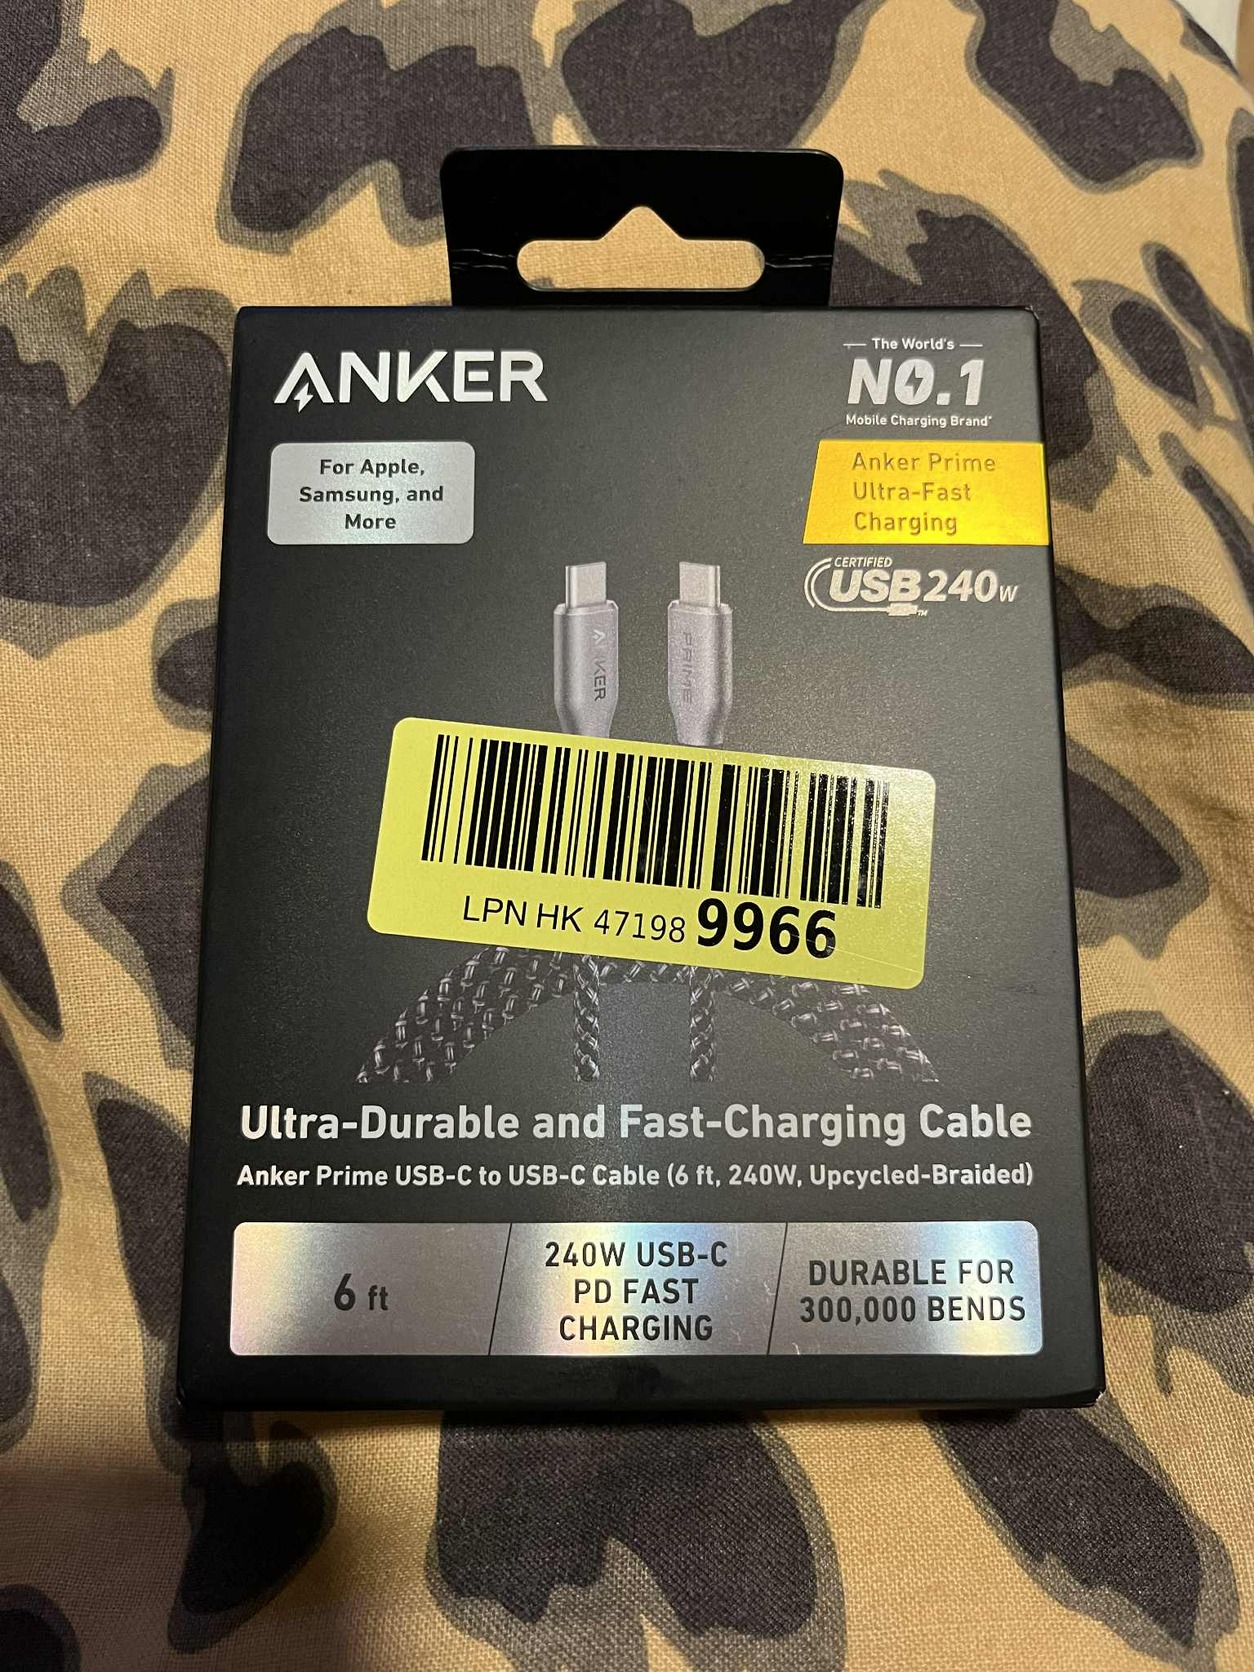 ANKER
The World's
NO.1
Mobile Charging Brand*
For Apple,
Samsung, and
More
Anker Prime
Ultra-Fast
Charging
CERTIFIED
USB 240W
TM
ANKER
PRIME
LPN HK 47198 9966
Ultra-Durable and Fast-Charging Cable
Anker Prime USB-C to USB-C Cable (6 ft, 240W, Upcycled-Braided)
6 ft
240W USB-C
PD FAST
CHARGING
DURABLE FOR
300,000 BENDS